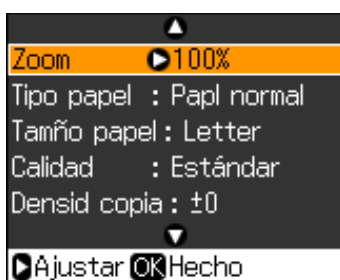 Zoom 100%
Tipo papel : Papl normal
Tamño papel : Letter
Calidad : Estándar
Densid copia : ±0
Ajustar OK Hecho